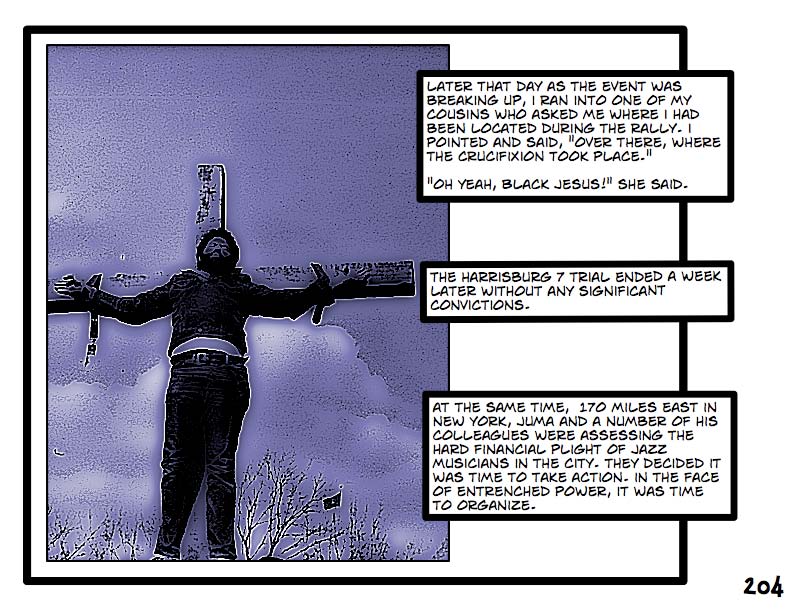 LATER THAT DAY AS THE EVENT WAS
BREAKING UP, I RAN INTO ONE OF MY
COUSINS WHO ASKED ME WHERE I HAD
BEEN LOCATED DURING THE RALLY. I
POINTED AND SAID, "OVER THERE, WHERE
THE CRUCIFIXION TOOK PLACE."
"OH YEAH, BLACK JESUS!" SHE SAID.
THE HARRISBURG 7 TRIAL ENDED A WEEK
LATER WITHOUT ANY SIGNIFICANT
CONVICTIONS.
AT THE SAME TIME, 170 MILES EAST IN
NEW YORK, JUMA AND A NUMBER OF HIS
COLLEAGUES WERE ASSESSING THE
HARD FINANCIAL PLIGHT OF JAZZ
MUSICIANS IN THE CITY. THEY DECIDED IT
WAS TIME TO TAKE ACTION. IN THE FACE
OF ENTRENCHED POWER, IT WAS TIME
TO ORGANIZE.
204